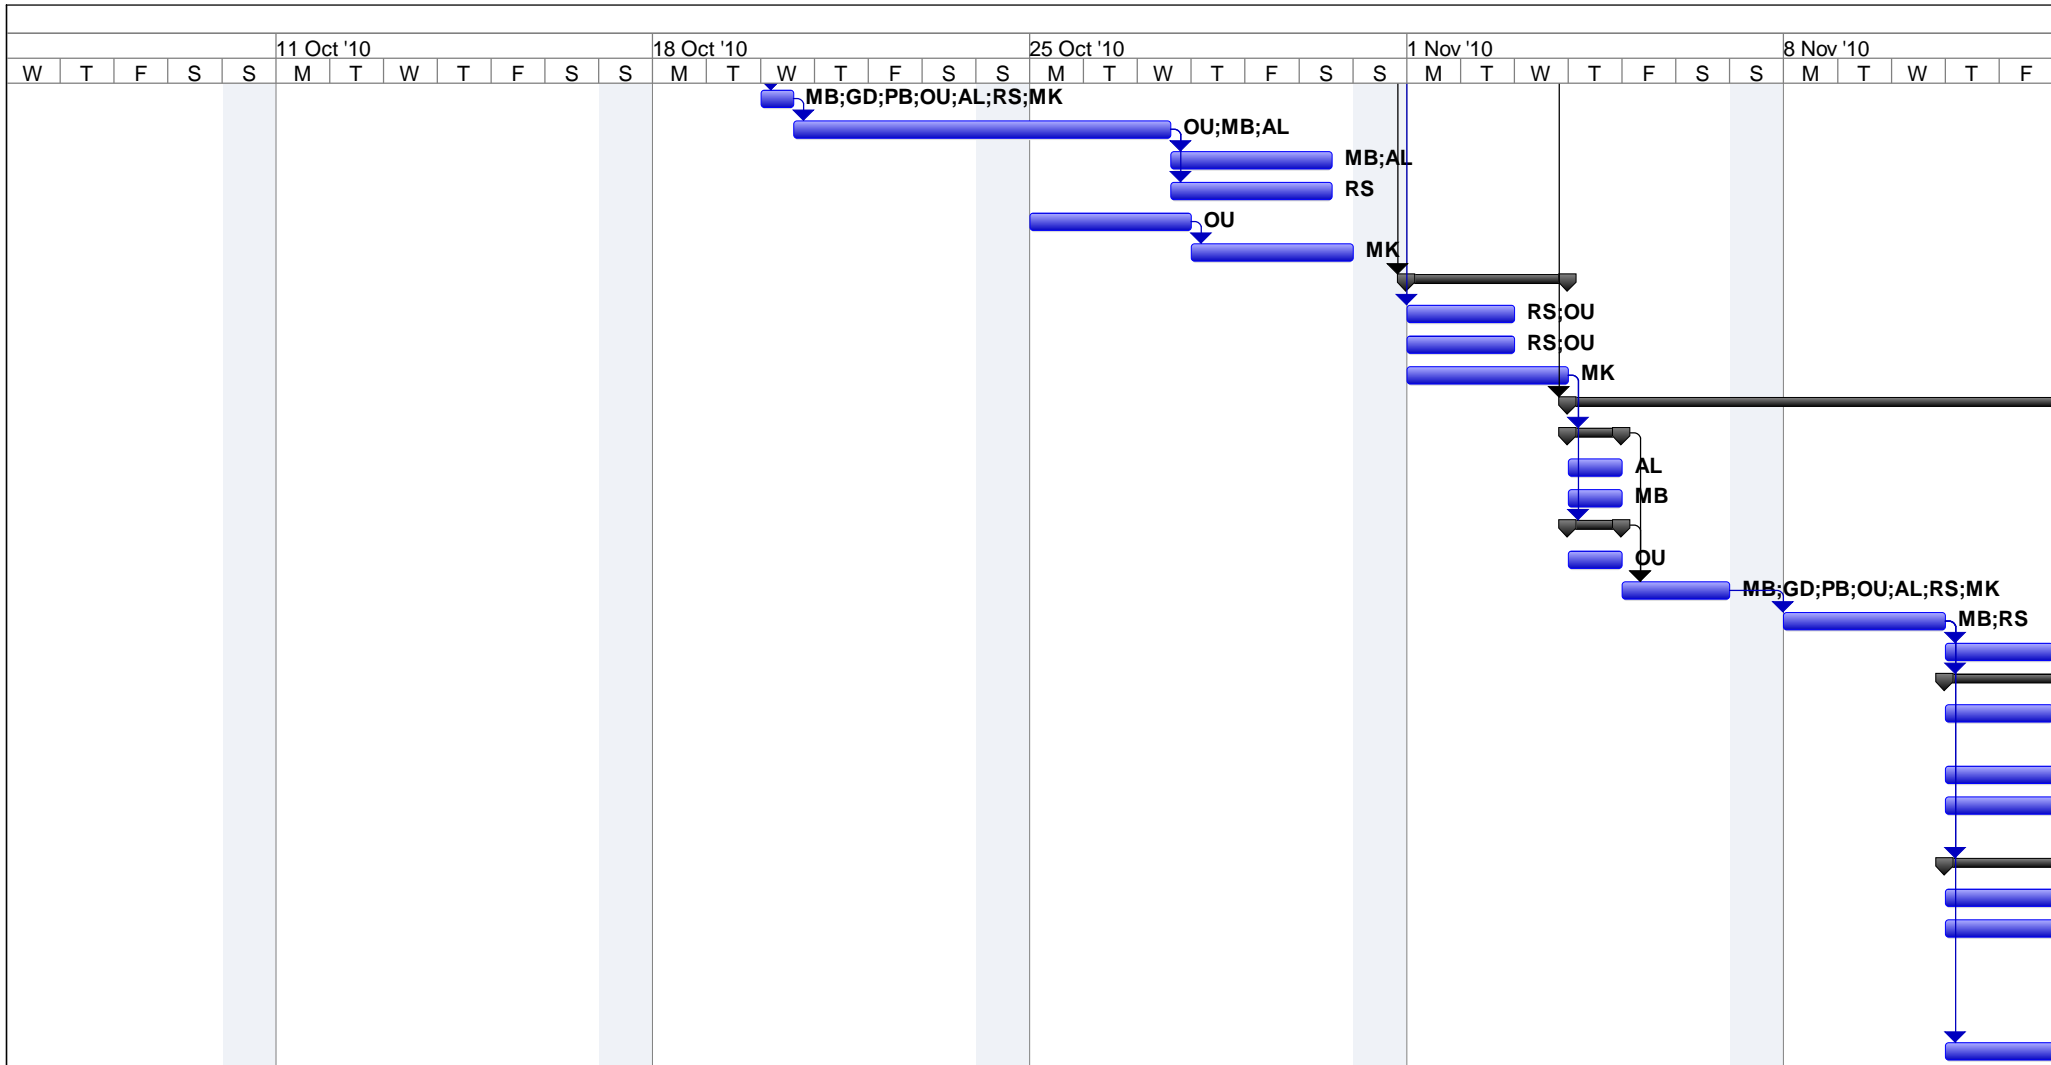 11 Oct '10 18 Oct '10 25 Oct '10 1 Nov '10 8 Nov '10
W T F S S M T W T F S S M T W T F S S M T W T F S S M T W T F S S M T W T F
MB;GD;PB;OU;AL;RS;MK
OU;MB;AL
MB;AL
RS
OU
MK
RS;OU
RS;OU
MK
AL
MB
OU
MB;GD;PB;OU;AL;RS;MK
MB;RS